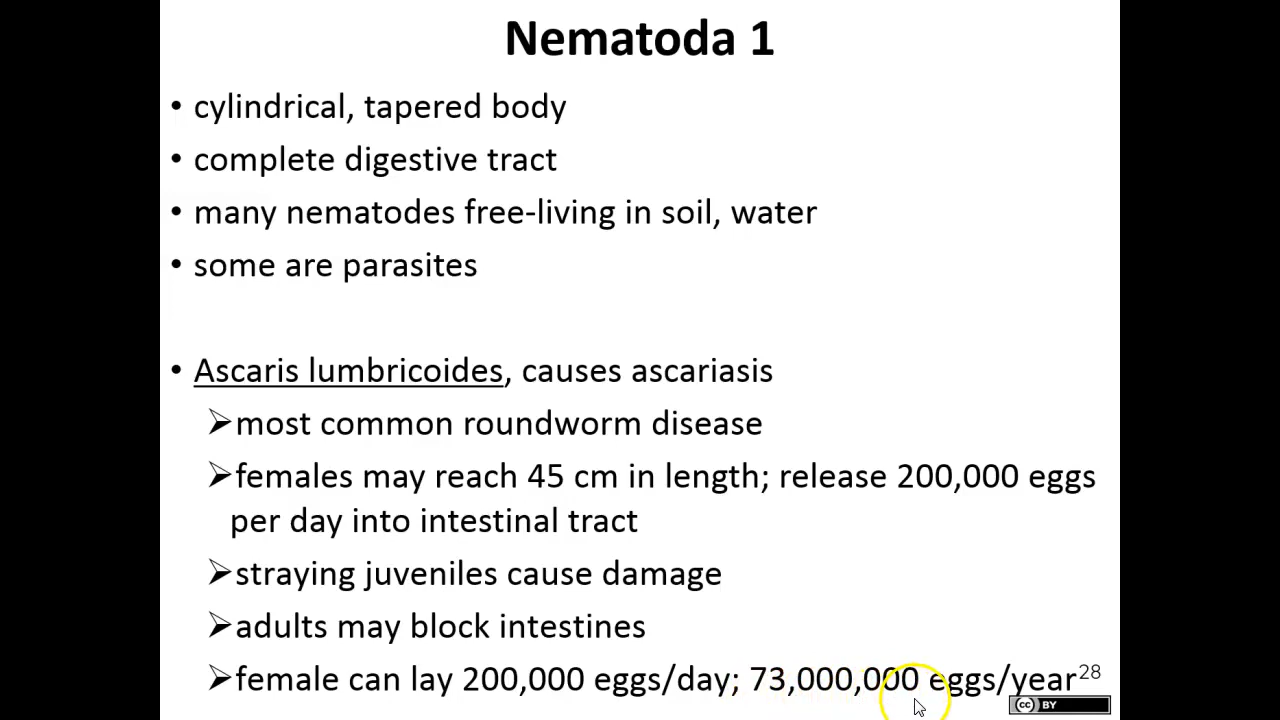 Nematoda 1
• cylindrical, tapered body
• complete digestive tract
• many nematodes free-living in soil, water
• some are parasites
• Ascaris lumbricoides, causes ascariasis
➢most common roundworm disease
➢females may reach 45 cm in length; release 200,000 eggs
per day into intestinal tract
➢straying juveniles cause damage
➢adults may block intestines
➢female can lay 200,000 eggs/day; 73,000,000 eggs/year
28
cc BY